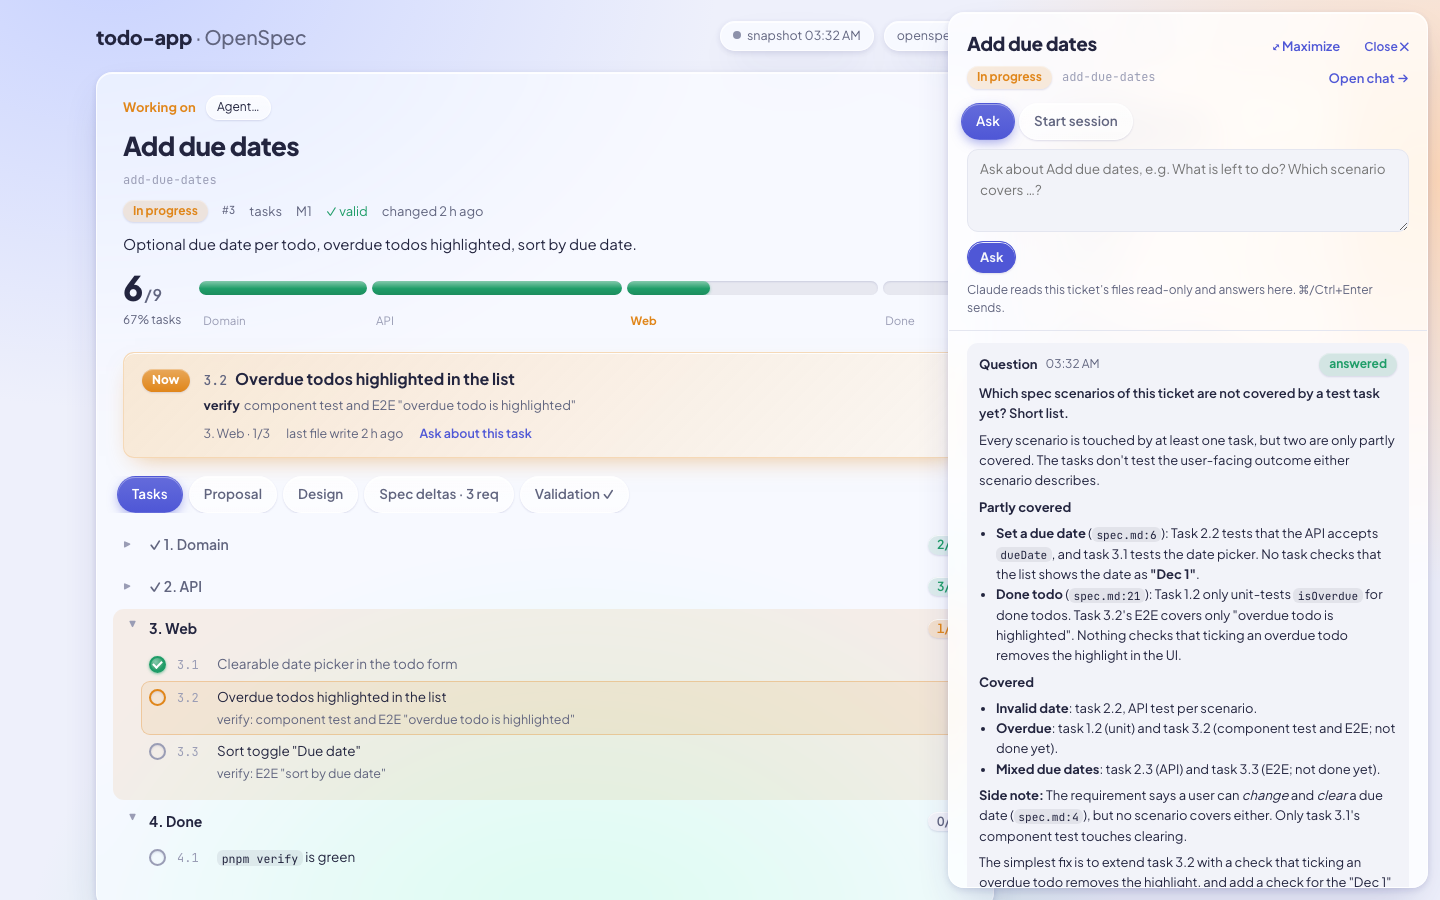 todo-app · OpenSpec
snapshot 03:32 AM
openspe
Working on
Agent…
Add due dates
add-due-dates
In progress
#3
tasks
M1
✓ valid
changed 2 h ago
Optional due date per todo, overdue todos highlighted, sort by due date.
6/9
67% tasks
Domain
API
Web
Done
Now
3.2 Overdue todos highlighted in the list
verify component test and E2E "overdue todo is highlighted"
3. Web · 1/3
last file write 2 h ago
Ask about this task
Tasks
Proposal
Design
Spec deltas · 3 req
Validation ✓
▸ ✓ 1. Domain
2/
▸ ✓ 2. API
3/
▾ 3. Web
1/
3.1 Clearable date picker in the todo form
3.2 Overdue todos highlighted in the list
verify: component test and E2E "overdue todo is highlighted"
3.3 Sort toggle "Due date"
verify: E2E "sort by due date"
▾ 4. Done
0/
4.1 pnpm verify is green
Add due dates
⤢ Maximize
Close ✕
In progress
add-due-dates
Open chat →
Ask
Start session
Ask about Add due dates, e.g. What is left to do? Which scenario
covers …?
Ask
Claude reads this ticket's files read-only and answers here. ⌘/Ctrl+Enter
sends.
Question 03:32 AM
answered
Which spec scenarios of this ticket are not covered by a test task
yet? Short list.
Every scenario is touched by at least one task, but two are only partly
covered. The tasks don't test the user-facing outcome either
scenario describes.
Partly covered
• Set a due date (spec.md:6): Task 2.2 tests that the API accepts
dueDate, and task 3.1 tests the date picker. No task checks that
the list shows the date as "Dec 1".
• Done todo (spec.md:21): Task 1.2 only unit-tests isOverdue for
done todos. Task 3.2's E2E covers only "overdue todo is
highlighted". Nothing checks that ticking an overdue todo
removes the highlight in the UI.
Covered
• Invalid date: task 2.2, API test per scenario.
• Overdue: task 1.2 (unit) and task 3.2 (component test and E2E; not
done yet).
• Mixed due dates: task 2.3 (API) and task 3.3 (E2E; not done yet).
Side note: The requirement says a user can change and clear a due
date (spec.md:4), but no scenario covers either. Only task 3.1's
component test touches clearing.
The simplest fix is to extend task 3.2 with a check that ticking an
overdue todo removes the highlight, and add a check for the "Dec 1"